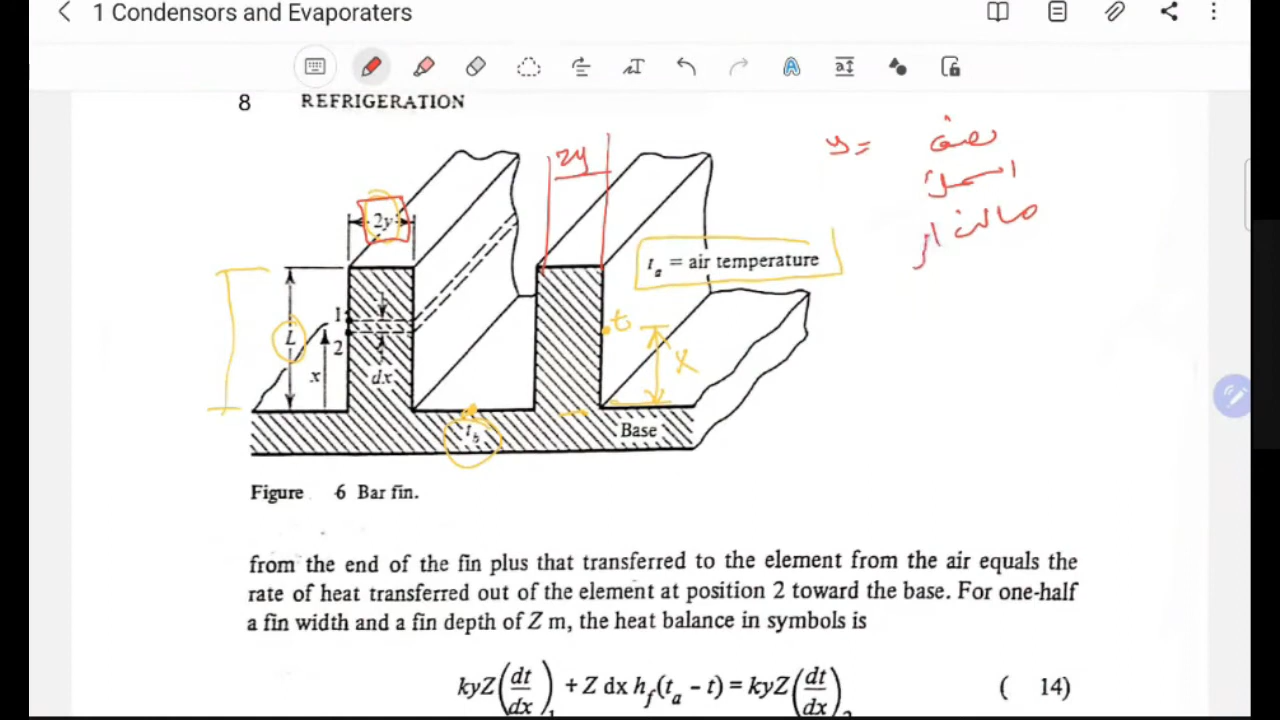 1 Condensors and Evaporaters
8 REFRIGERATION
2y
2y
y =
نصف
t_a = air temperature
1
L
2
x
dx
t
X
t_b
Base
Figure 6 Bar fin.
from the end of the fin plus that transferred to the element from the air equals the
rate of heat transferred out of the element at position 2 toward the base. For one-half
a fin width and a fin depth of Z m, the heat balance in symbols is
kyZ(dt/dx)_1 + Z dx h_f(t_a - t) = kyZ(dt/dx)_2 ( 14)